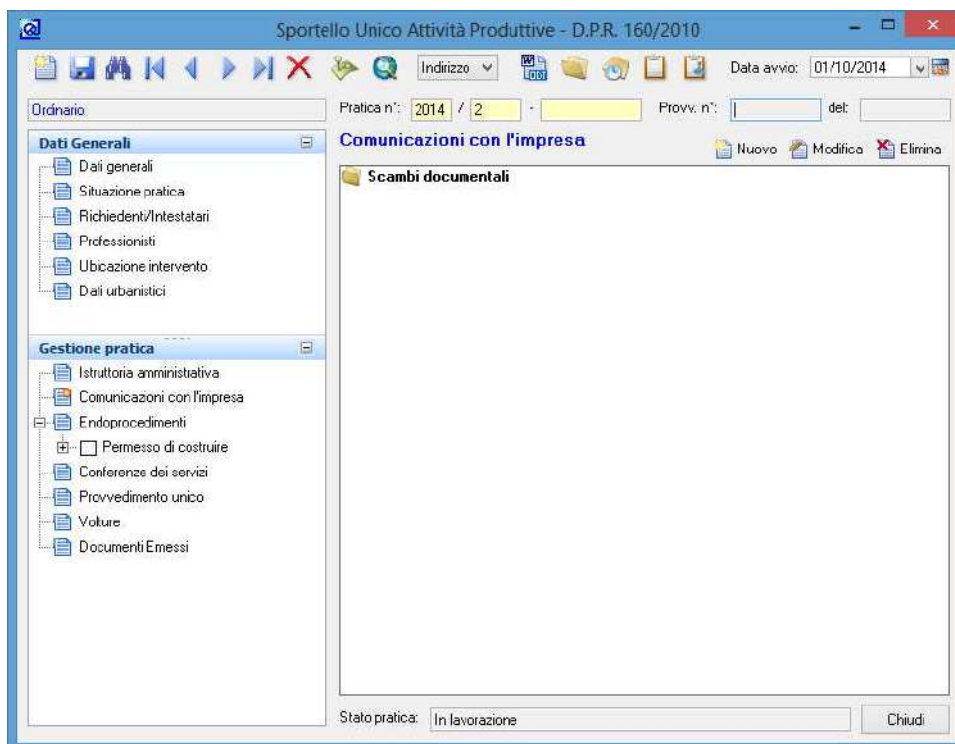 Sportello Unico Attività Produttive - D.P.R. 160/2010
Indirizzo Data avvio: 01/10/2014
Ordinario Pratica n°: 2014 / 2 - Provv. n°: del:
Dati Generali
Dati generali
Situazione pratica
Richiedenti/Intestatari
Professionisti
Ubicazione intervento
Dati urbanistici
Gestione pratica
Istruttoria amministrativa
Comunicazioni con l'impresa
Endoprocedimenti
Permesso di costruire
Conferenze dei servizi
Provvedimento unico
Volture
Documenti Emessi
Comunicazioni con l'impresa
Nuovo Modifica Elimina
Scambi documentali
Stato pratica: In lavorazione Chiudi